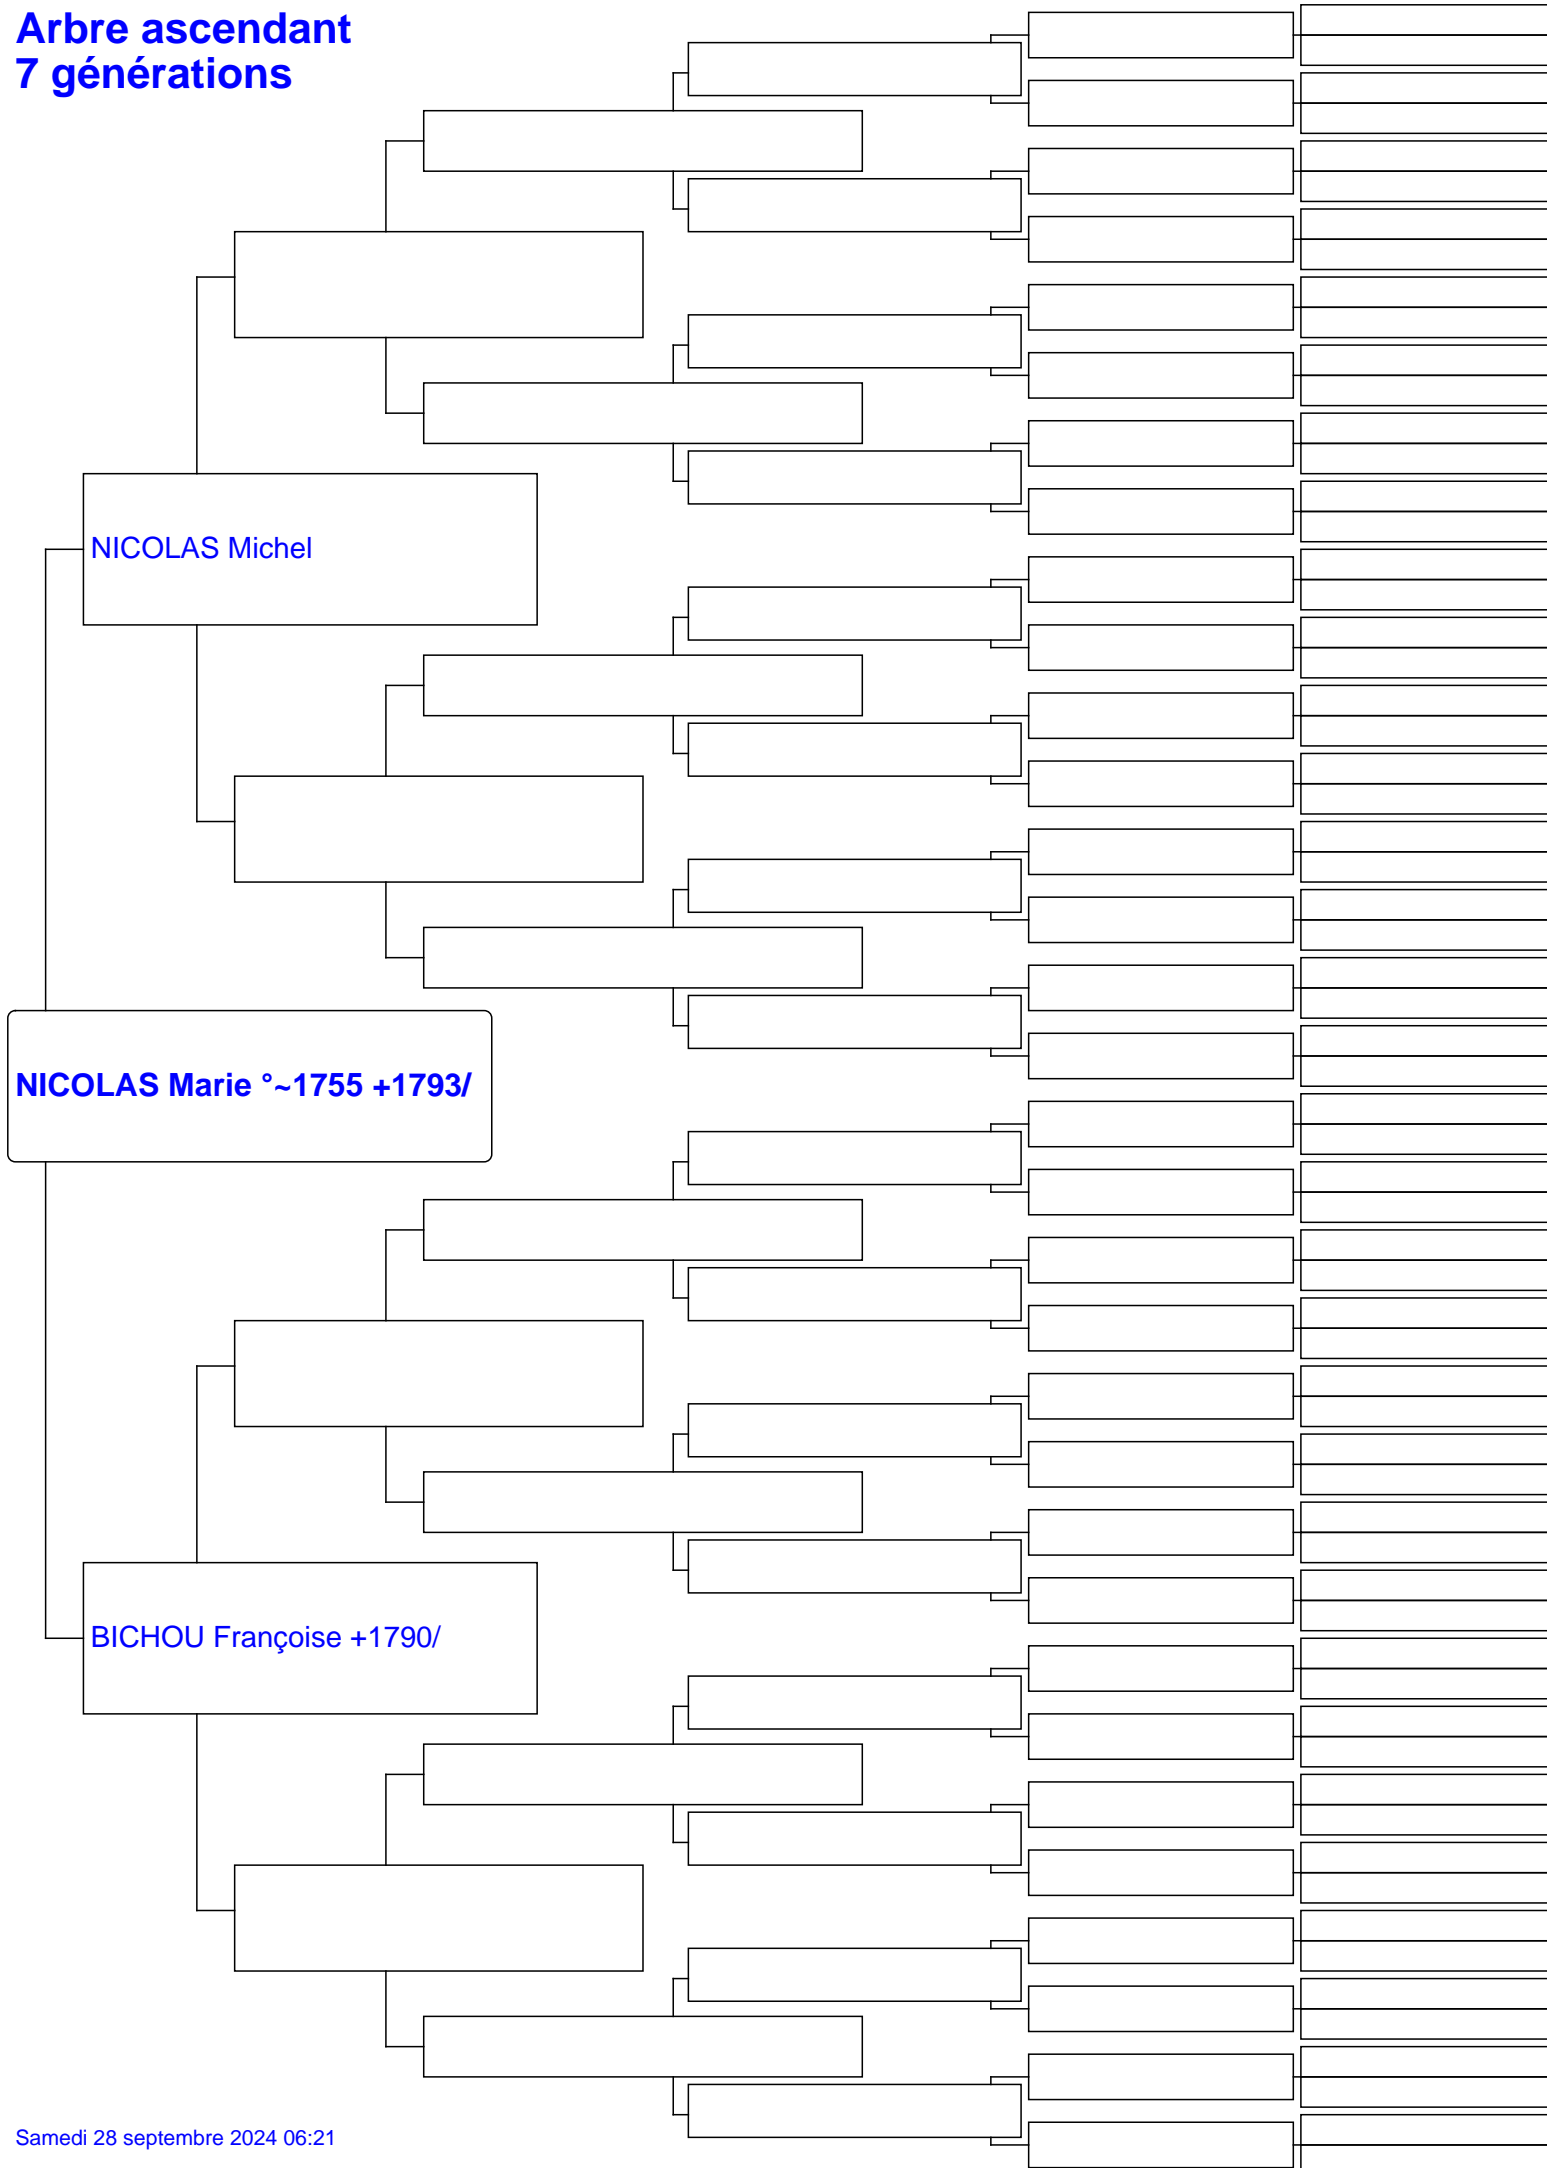 Arbre ascendant
7 générations
NICOLAS Michel
NICOLAS Marie °~1755 +1793/
BICHOU Françoise +1790/
Samedi 28 septembre 2024 06:21